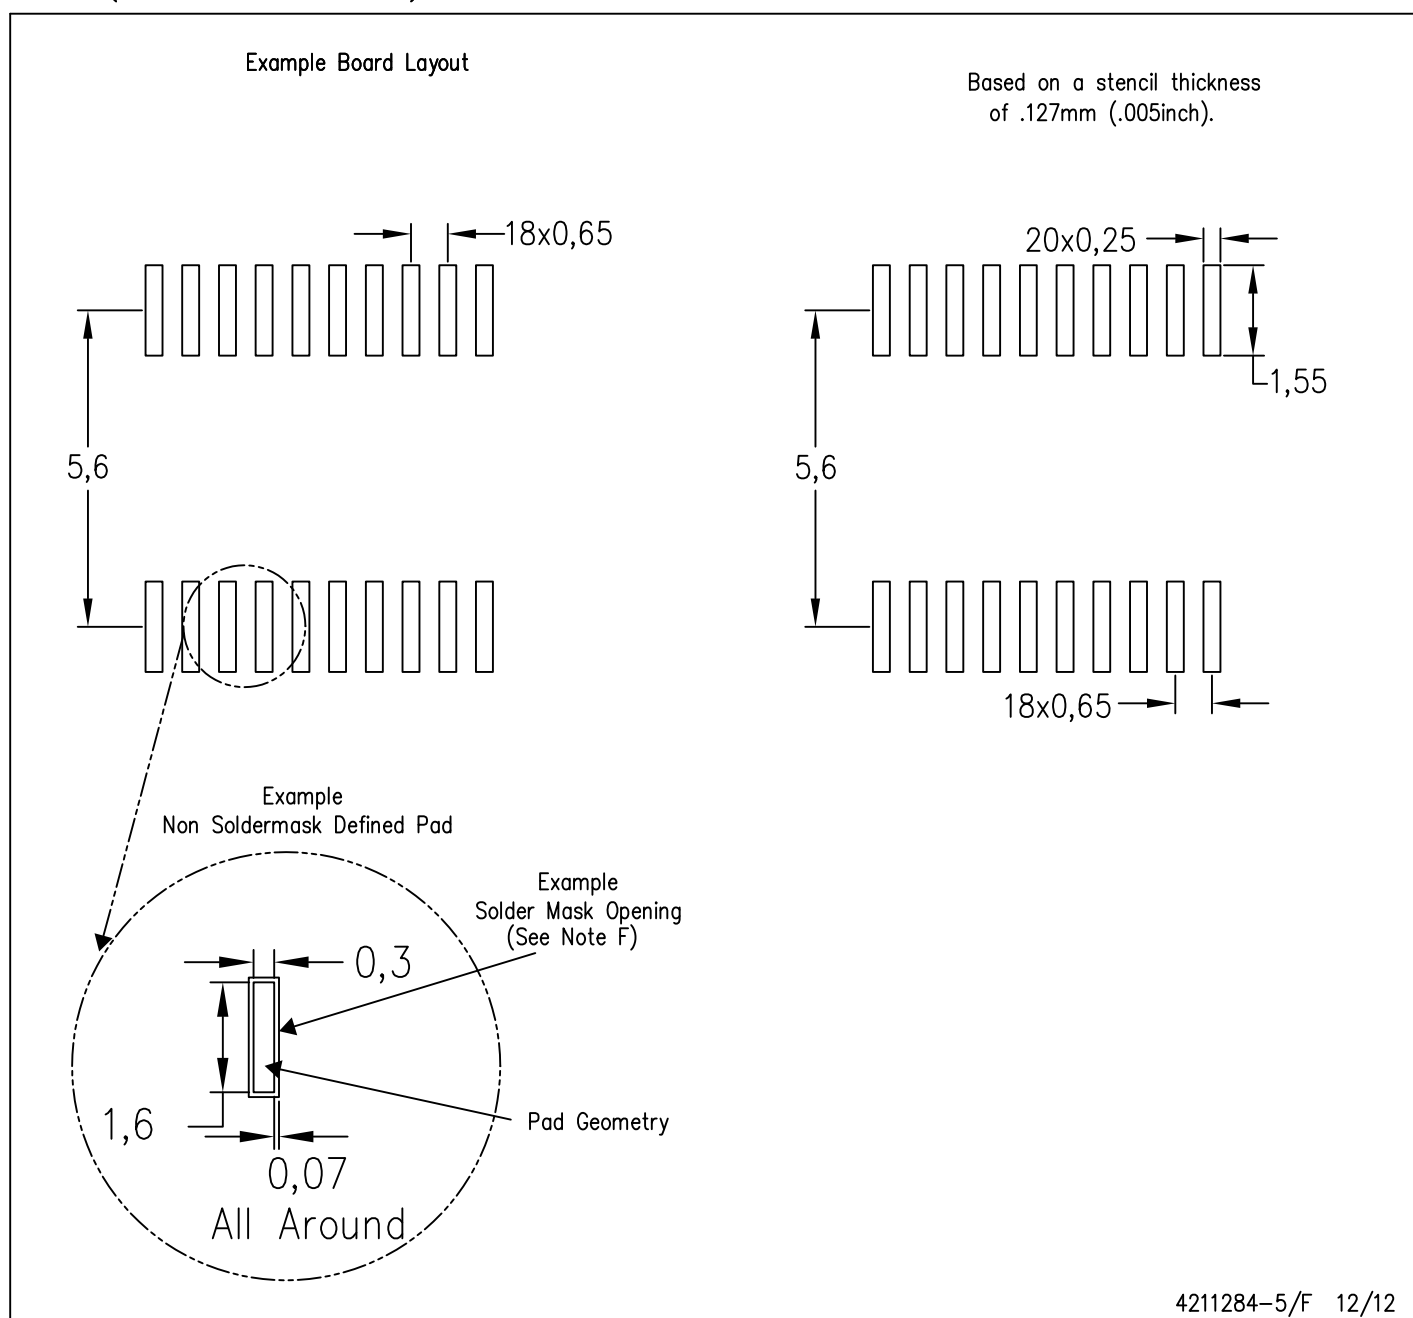 Example Board Layout
Based on a stencil thickness
of .127mm (.005inch).
18x0,65
20x0,25
1,55
5,6
5,6
18x0,65
Example
Non Soldermask Defined Pad
Example
Solder Mask Opening
(See Note F)
0,3
1,6
Pad Geometry
0,07
All Around
4211284-5/F 12/12